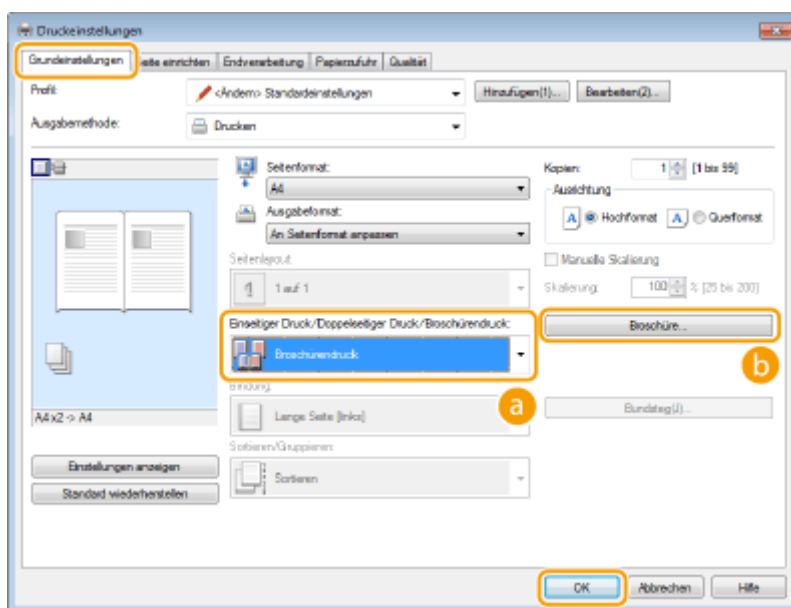 Druckeinstellungen
Grundeinstellungen Seite einrichten Endverarbeitung Papierzufuhr Qualität
Profil: <Ändern> Standardeinstellungen Hinzufügen(1)... Bearbeiten(2)...
Ausgabemethode: Drucken
Seitenformat: Kopien: 1 [1 bis 99]
A4 Ausrichtung
Ausgabeformat: A Hochformat A Querformat
An Seitenformat anpassen
Seitenlayout: Manuelle Skalierung
1 1 auf 1 Skalierung: 100 % [25 bis 200]
Einseitiger Druck/Doppelseitiger Druck/Broschürendruck: Broschüre...
Broschürendruck b
Bindung: a
A4x2-> A4 Lange Seite [links] Bundsteg(J)...
Sortieren/Gruppieren:
Einstellungen anzeigen Sortieren
Standard wiederherstellen
OK Abbrechen Hilfe